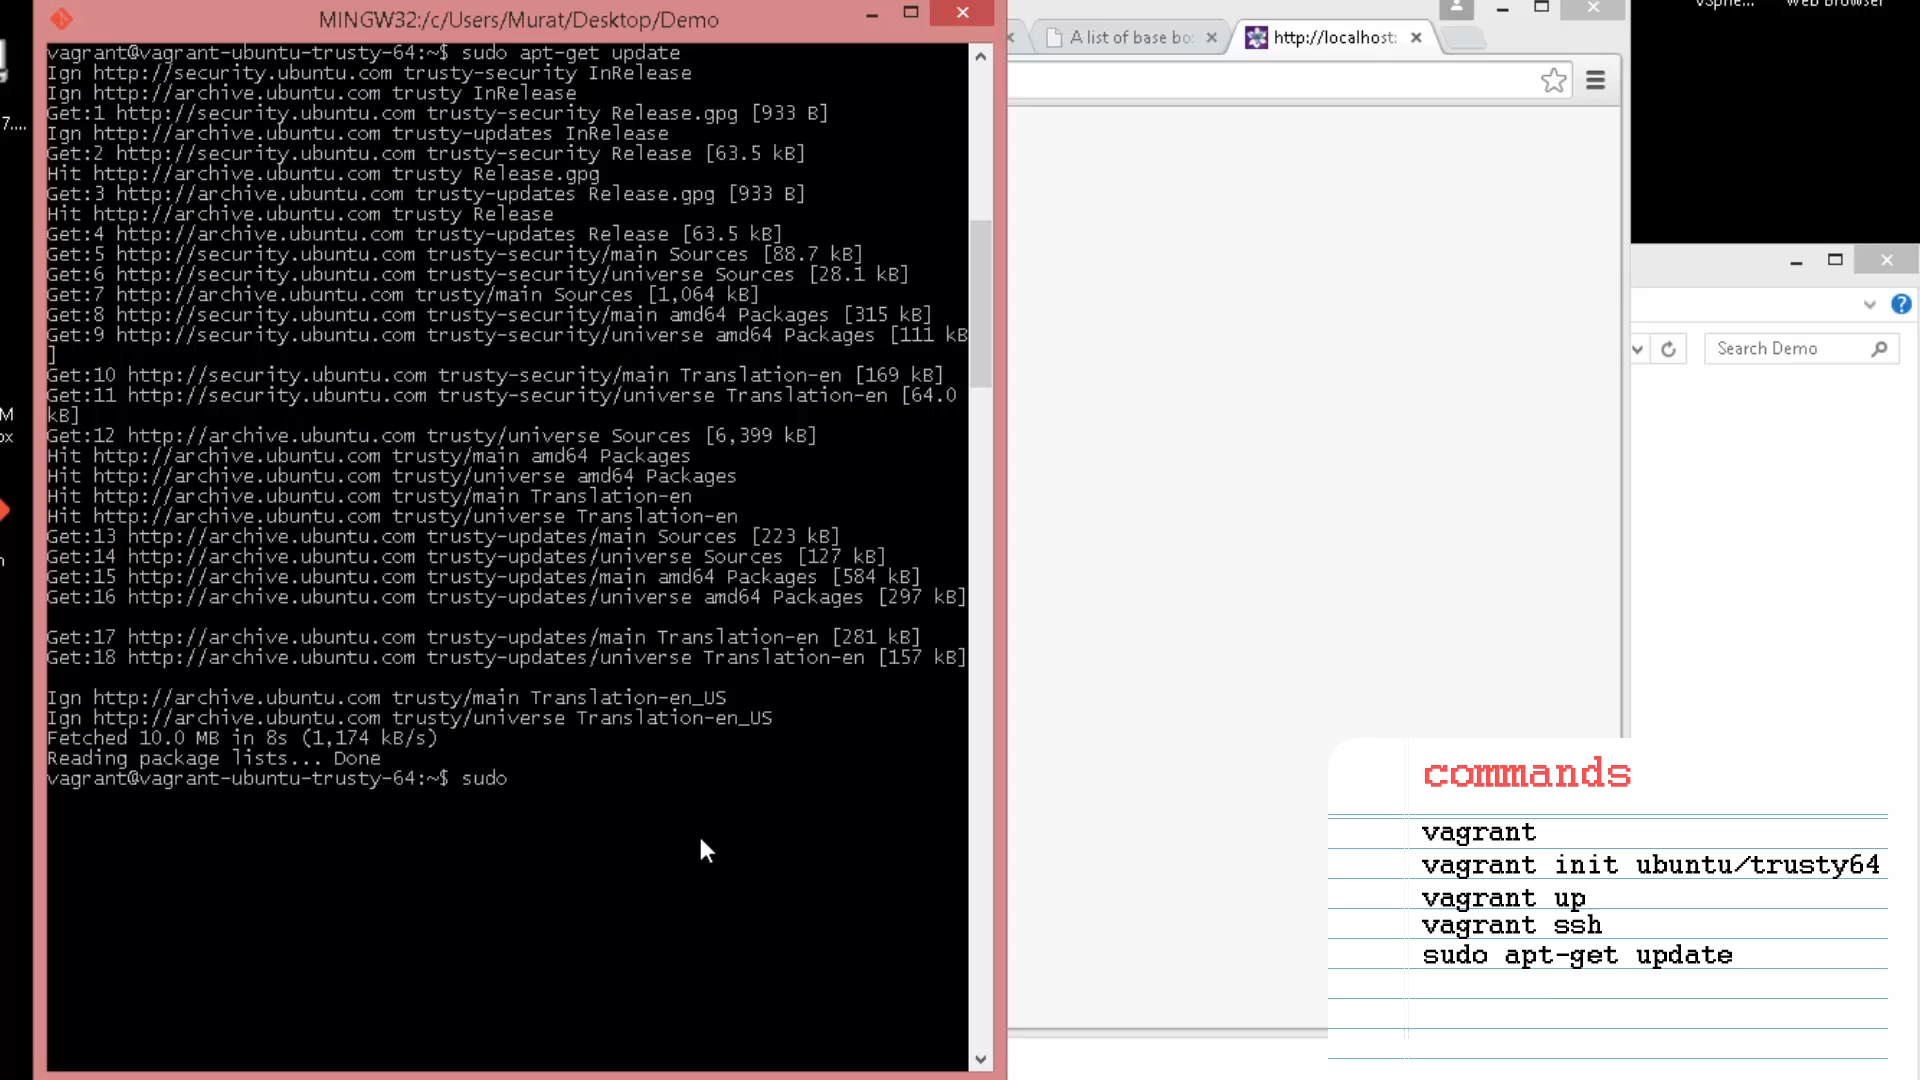 MINGW32:/c/Users/Murat/Desktop/Demo
vagrant@vagrant-ubuntu-trusty-64:~$ sudo apt-get update
Ign http://security.ubuntu.com trusty-security InRelease
Ign http://archive.ubuntu.com trusty InRelease
Get:1 http://security.ubuntu.com trusty-security Release.gpg [933 B]
Ign http://archive.ubuntu.com trusty-updates InRelease
Get:2 http://security.ubuntu.com trusty-security Release [63.5 kB]
Hit http://archive.ubuntu.com trusty Release.gpg
Get:3 http://archive.ubuntu.com trusty-updates Release.gpg [933 B]
Hit http://archive.ubuntu.com trusty Release
Get:4 http://archive.ubuntu.com trusty-updates Release [63.5 kB]
Get:5 http://security.ubuntu.com trusty-security/main Sources [88.7 kB]
Get:6 http://security.ubuntu.com trusty-security/universe Sources [28.1 kB]
Get:7 http://archive.ubuntu.com trusty/main Sources [1,064 kB]
Get:8 http://security.ubuntu.com trusty-security/main amd64 Packages [315 kB]
Get:9 http://security.ubuntu.com trusty-security/universe amd64 Packages [111 kB
]
Get:10 http://security.ubuntu.com trusty-security/main Translation-en [169 kB]
Get:11 http://security.ubuntu.com trusty-security/universe Translation-en [64.0
kB]
Get:12 http://archive.ubuntu.com trusty/universe Sources [6,399 kB]
Hit http://archive.ubuntu.com trusty/main amd64 Packages
Hit http://archive.ubuntu.com trusty/universe amd64 Packages
Hit http://archive.ubuntu.com trusty/main Translation-en
Hit http://archive.ubuntu.com trusty/universe Translation-en
Get:13 http://archive.ubuntu.com trusty-updates/main Sources [223 kB]
Get:14 http://archive.ubuntu.com trusty-updates/universe Sources [127 kB]
Get:15 http://archive.ubuntu.com trusty-updates/main amd64 Packages [584 kB]
Get:16 http://archive.ubuntu.com trusty-updates/universe amd64 Packages [297 kB]
Get:17 http://archive.ubuntu.com trusty-updates/main Translation-en [281 kB]
Get:18 http://archive.ubuntu.com trusty-updates/universe Translation-en [157 kB]
Ign http://archive.ubuntu.com trusty/main Translation-en_US
Ign http://archive.ubuntu.com trusty/universe Translation-en_US
Fetched 10.0 MB in 8s (1,174 kB/s)
Reading package lists... Done
vagrant@vagrant-ubuntu-trusty-64:~$ sudo
A list of base bo
http://localhost:
vSphe... Web Browser
Search Demo
commands
vagrant
vagrant init ubuntu/trusty64
vagrant up
vagrant ssh
sudo apt-get update